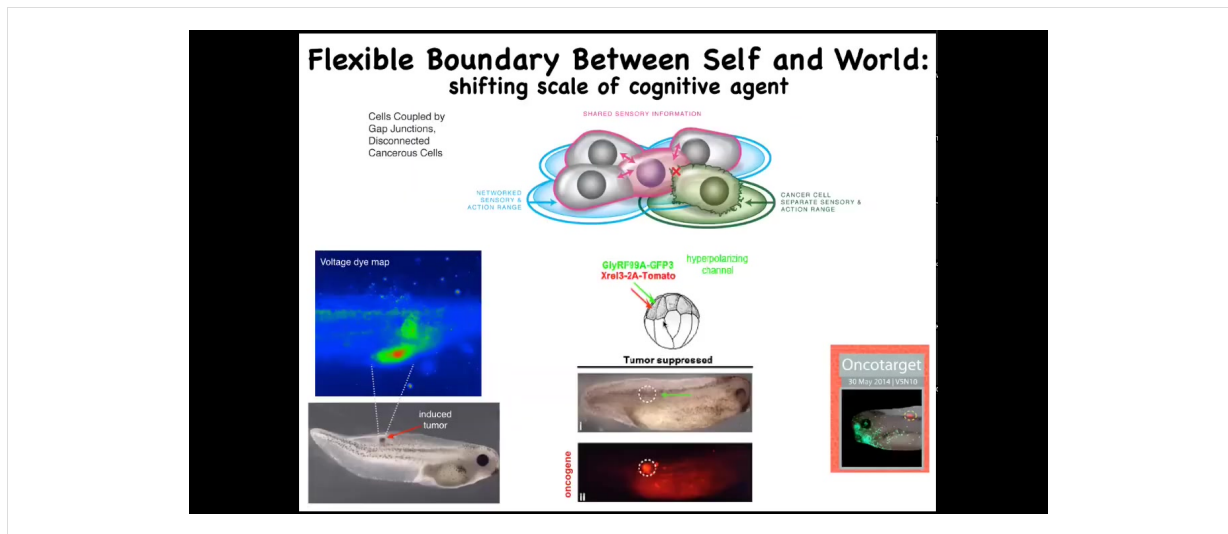 Flexible Boundary Between Self and World:
shifting scale of cognitive agent
Cells Coupled by
Gap Junctions,
Disconnected
Cancerous Cells
SHARED SENSORY INFORMATION
NETWORKED
SENSORY &
ACTION RANGE
CANCER CELL
SEPARATE SENSORY &
ACTION RANGE
Voltage dye map
induced
tumor
GlyRF99A-GFP3
Xrel3-2A-Tomato
hyperpolarizing
channel
Tumor suppressed
i
oncogene
ii
Oncotarget
30 May 2014 | V5N10